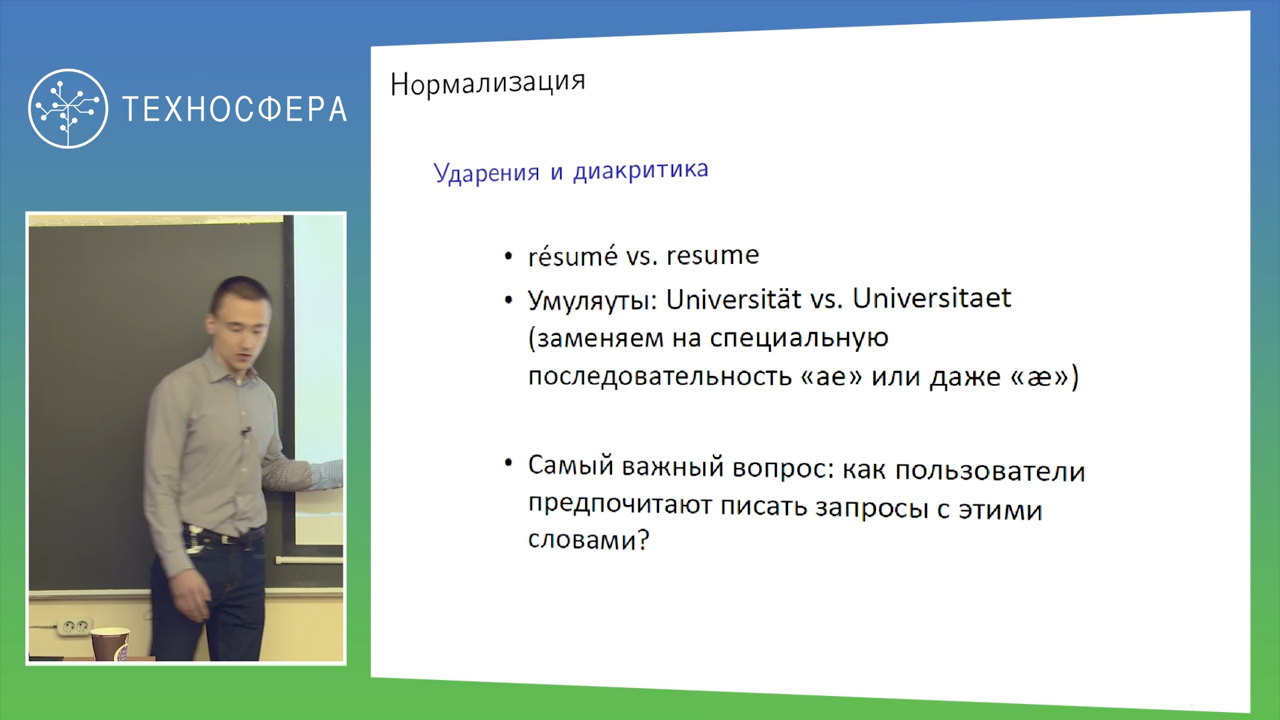 ТЕХНОСФЕРА
Нормализация
Ударения и диакритика
• résumé vs. resume
• Умуляуты: Universität vs. Universitaet
(заменяем на специальную
последовательность «ae» или даже «æ»)
• Самый важный вопрос: как пользователи
предпочитают писать запросы с этими
словами?